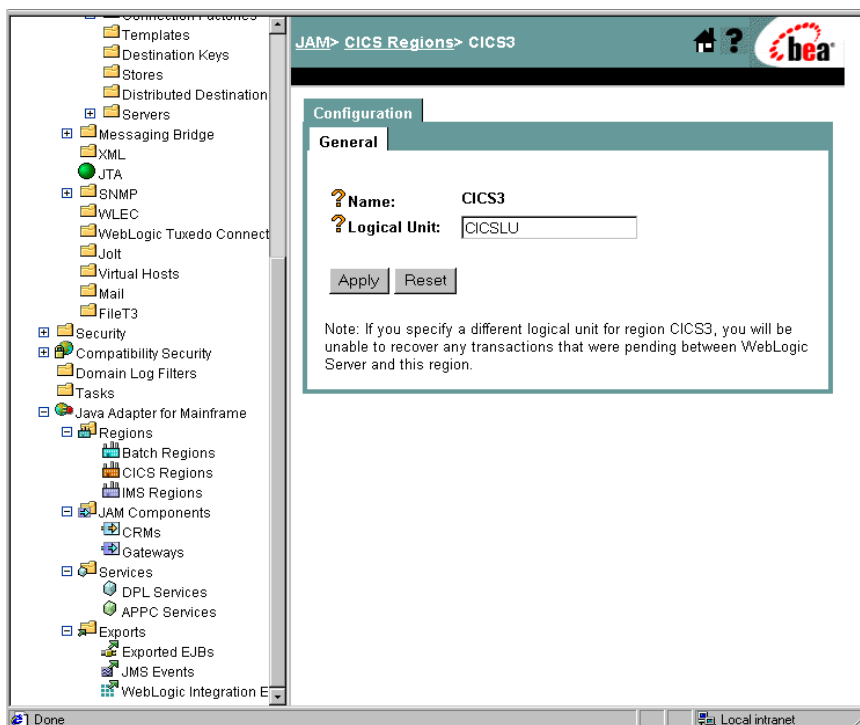 Connection Factories
Templates
Destination Keys
Stores
Distributed Destination
Servers
Messaging Bridge
XML
JTA
SNMP
WLEC
WebLogic Tuxedo Connect
Jolt
Virtual Hosts
Mail
FileT3
Security
Compatibility Security
Domain Log Filters
Tasks
Java Adapter for Mainframe
Regions
Batch Regions
CICS Regions
IMS Regions
JAM Components
CRMs
Gateways
Services
DPL Services
APPC Services
Exports
Exported EJBs
JMS Events
WebLogic Integration E
JAM> CICS Regions> CICS3
? bea
Configuration
General
? Name: CICS3
? Logical Unit: CICSLU
Apply Reset
Note: If you specify a different logical unit for region CICS3, you will be
unable to recover any transactions that were pending between WebLogic
Server and this region.
Done Local intranet